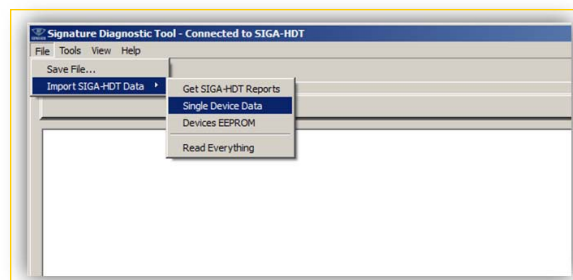 Signature Diagnostic Tool - Connected to SIGA-HDT
File Tools View Help
Save File...
Import SIGA-HDT Data
Get SIGA-HDT Reports
Single Device Data
Devices EEPROM
Read Everything